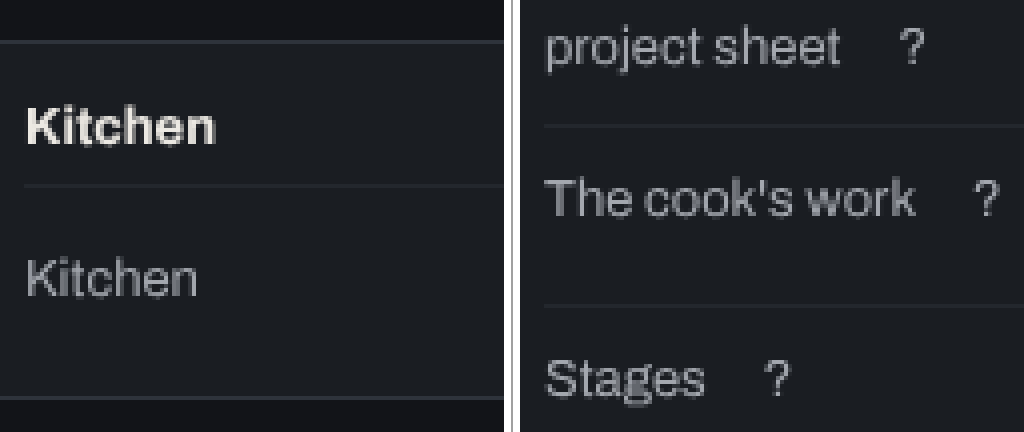 Kitchen
Kitchen
project sheet ?
The cook's work ?
Stages ?